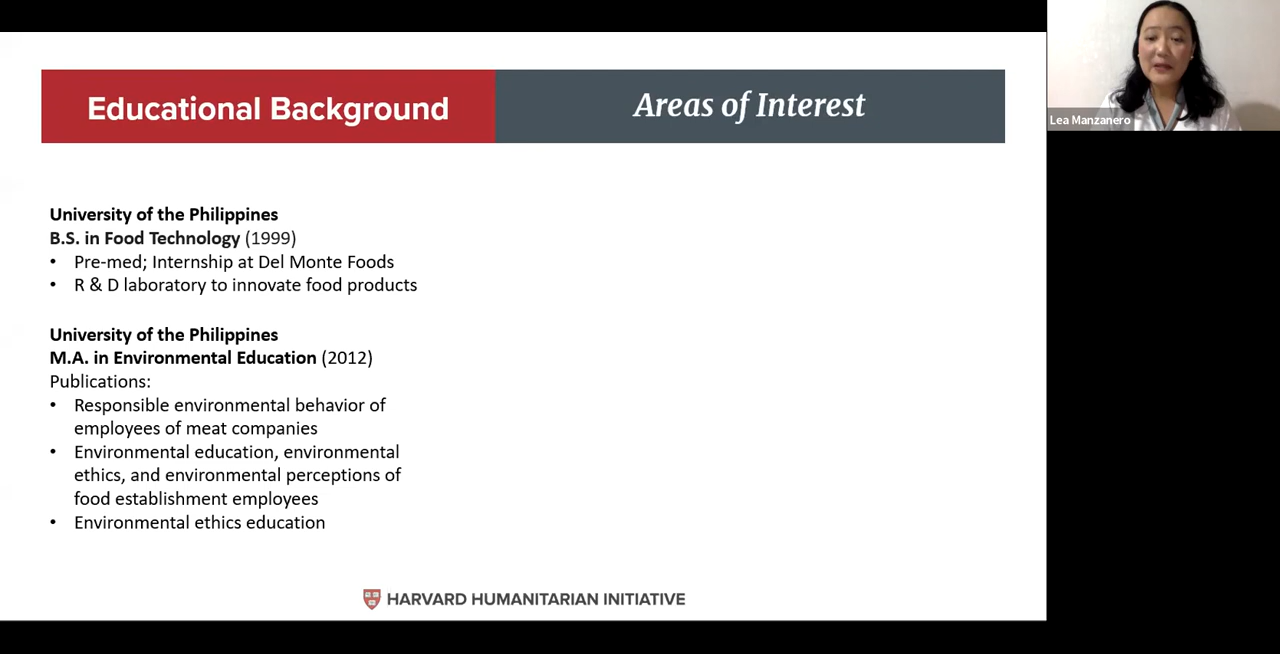 Educational Background
Areas of Interest
University of the Philippines
B.S. in Food Technology (1999)
• Pre-med; Internship at Del Monte Foods
• R & D laboratory to innovate food products
University of the Philippines
M.A. in Environmental Education (2012)
Publications:
• Responsible environmental behavior of
employees of meat companies
• Environmental education, environmental
ethics, and environmental perceptions of
food establishment employees
• Environmental ethics education
HARVARD HUMANITARIAN INITIATIVE
Lea Manzanero